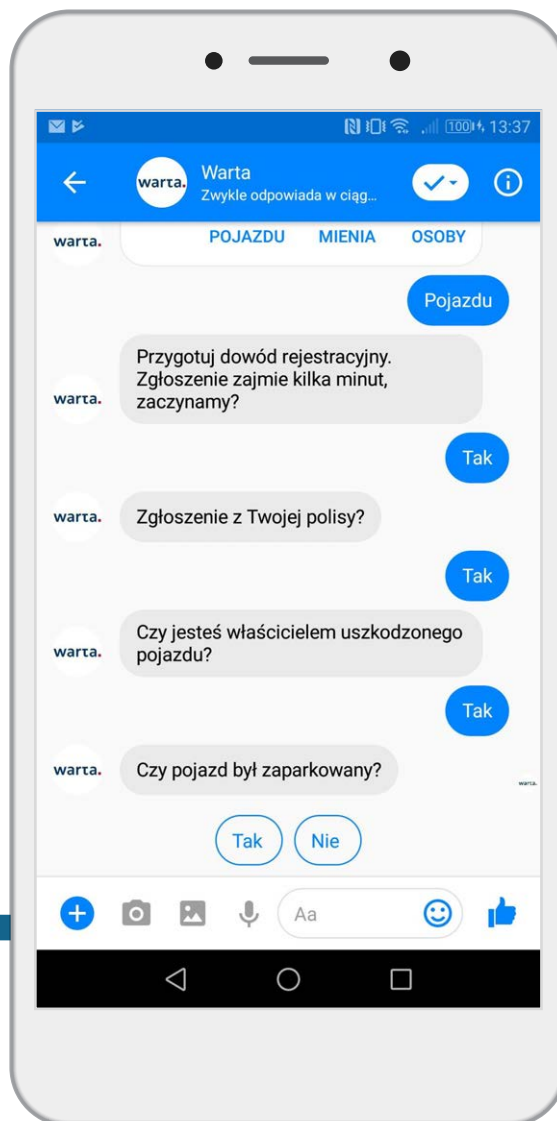 100 13:37
warta. Warta
Zwykle odpowiada w ciąg...
warta. POJAZDU MIENIA OSOBY
Pojazdu
Przygotuj dowód rejestracyjny.
Zgłoszenie zajmie kilka minut,
warta. zaczynamy?
Tak
warta. Zgłoszenie z Twojej polisy?
Tak
Czy jesteś właścicielem uszkodzonego
warta. pojazdu?
Tak
warta. Czy pojazd był zaparkowany? warta.
Tak Nie
Aa